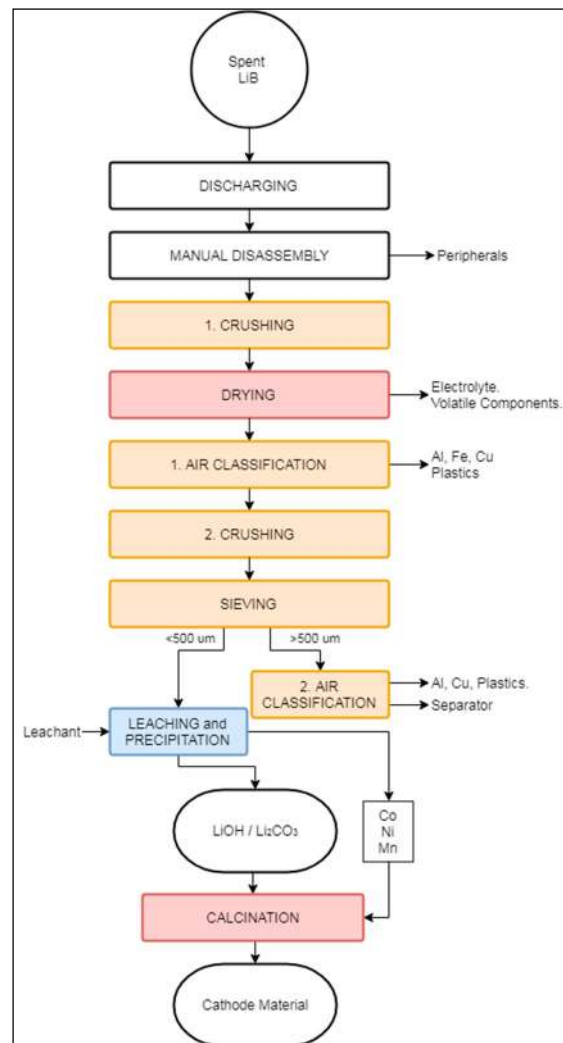 Spent
LiB
DISCHARGING
MANUAL DISASSEMBLY
Peripherals
1. CRUSHING
DRYING
Electrolyte.
Volatile Components.
1. AIR CLASSIFICATION
Al, Fe, Cu
Plastics
2. CRUSHING
SIEVING
<500 um
>500 um
2. AIR
CLASSIFICATION
Al, Cu, Plastics.
Separator
Leachant
LEACHING and
PRECIPITATION
LiOH / Li₂CO₃
Co
Ni
Mn
CALCINATION
Cathode Material